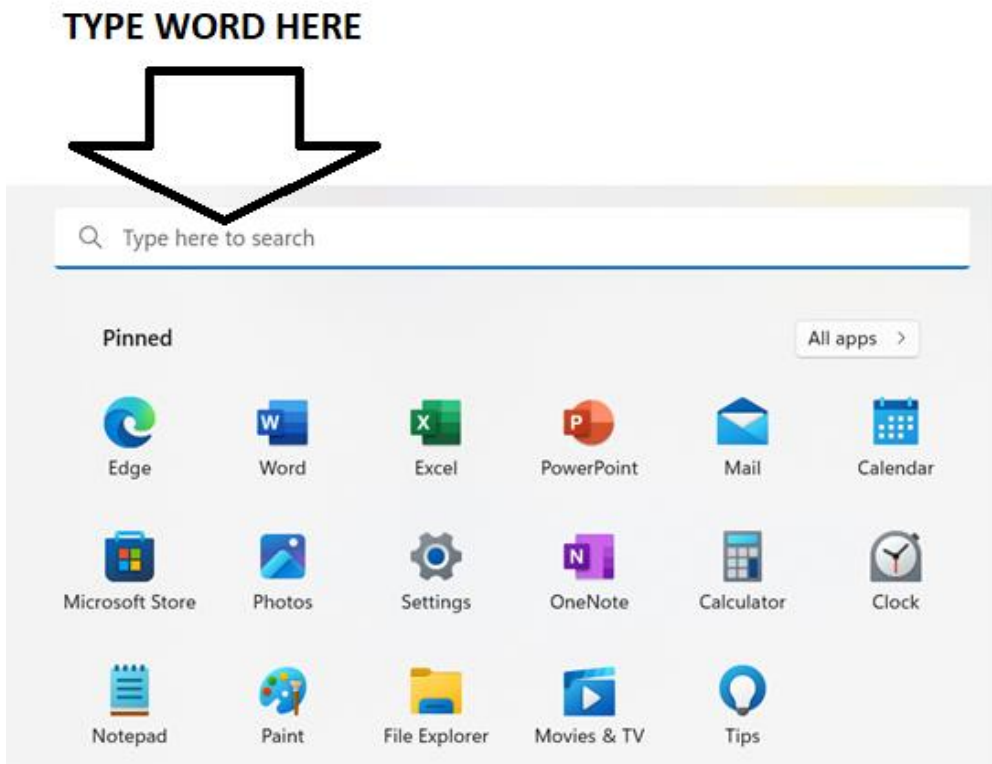 TYPE WORD HERE
Type here to search
Pinned All apps >
Edge Word Excel PowerPoint Mail Calendar
Microsoft Store Photos Settings OneNote Calculator Clock
Notepad Paint File Explorer Movies & TV Tips